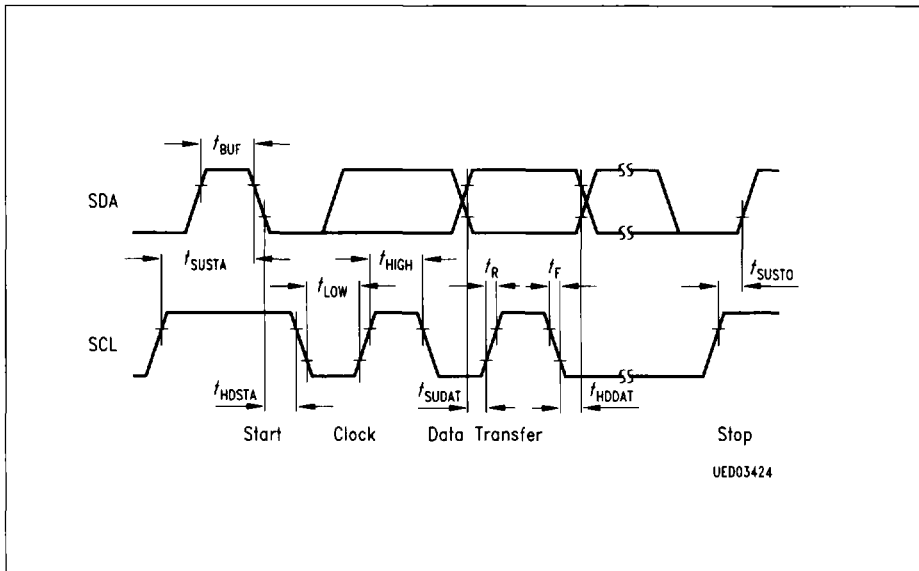 tBUF
SDA
tSUSTA
tHIGH
tLOW
tR
tF
tSUSTO
SCL
tHDSTA
tSUDAT
tHDDAT
Start
Clock
Data Transfer
Stop
UED03424